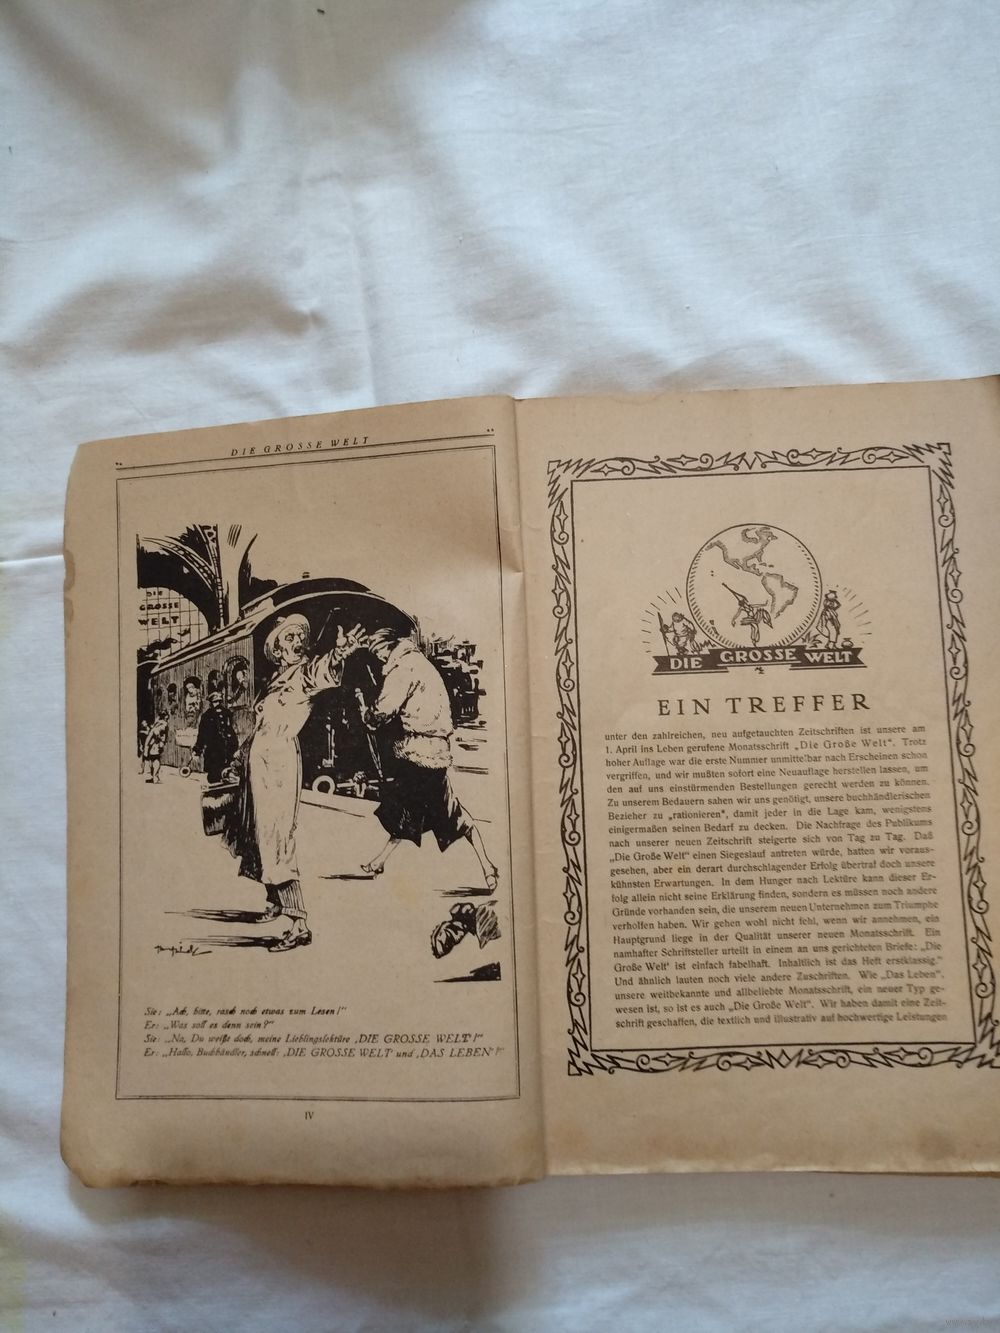 DIE GROSSE WELT
DIE
GROSSE
WELT
Sie: „Ach, bitte, rasch noch etwas zum Lesen!“
Er: „Was soll es denn sein?“
Sie: „Na, Du weißt doch, meine Lieblingslektüre ‚DIE GROSSE WELT‘!“
Er: „Hallo, Buchhändler, schnell: ‚DIE GROSSE WELT‘ und ‚DAS LEBEN‘!“
IV
DIE GROSSE WELT
EIN TREFFER
unter den zahlreichen, neu aufgetauchten Zeitschriften ist unsere am
1. April ins Leben gerufene Monatsschrift „Die Große Welt“. Trotz
hoher Auflage war die erste Nummer unmittelbar nach Erscheinen schon
vergriffen, und wir mußten sofort eine Neuauflage herstellen lassen, um
den auf uns einstürmenden Bestellungen gerecht werden zu können.
Zu unserem Bedauern sahen wir uns genötigt, unsere buchhändlerischen
Bezieher zu „rationieren“, damit jeder in die Lage kam, wenigstens
einigermaßen seinen Bedarf zu decken. Die Nachfrage des Publikums
nach unserer neuen Zeitschrift steigerte sich von Tag zu Tag. Daß
„Die Große Welt“ einen Siegeslauf antreten würde, hatten wir voraus-
gesehen, aber ein derart durchschlagender Erfolg übertraf doch unsere
kühnsten Erwartungen. In dem Hunger nach Lektüre kann dieser Er-
folg allein nicht seine Erklärung finden, sondern es müssen noch andere
Gründe vorhanden sein, die unserem neuen Unternehmen zum Triumphe
verholfen haben. Wir gehen wohl nicht fehl, wenn wir annehmen, ein
Hauptgrund liege in der Qualität unserer neuen Monatsschrift. Ein
namhafter Schriftsteller urteilt in einem an uns gerichteten Briefe: „‚Die
Große Welt‘ ist einfach fabelhaft. Inhaltlich ist das Heft erstklassig.“
Und ähnlich lauten noch viele andere Zuschriften. Wie „Das Leben“,
unsere weitbekannte und allbeliebte Monatsschrift, ein neuer Typ ge-
wesen ist, so ist es auch „Die Große Welt“. Wir haben damit eine Zeit-
schrift geschaffen, die textlich und illustrativ auf hochwertige Leistungen